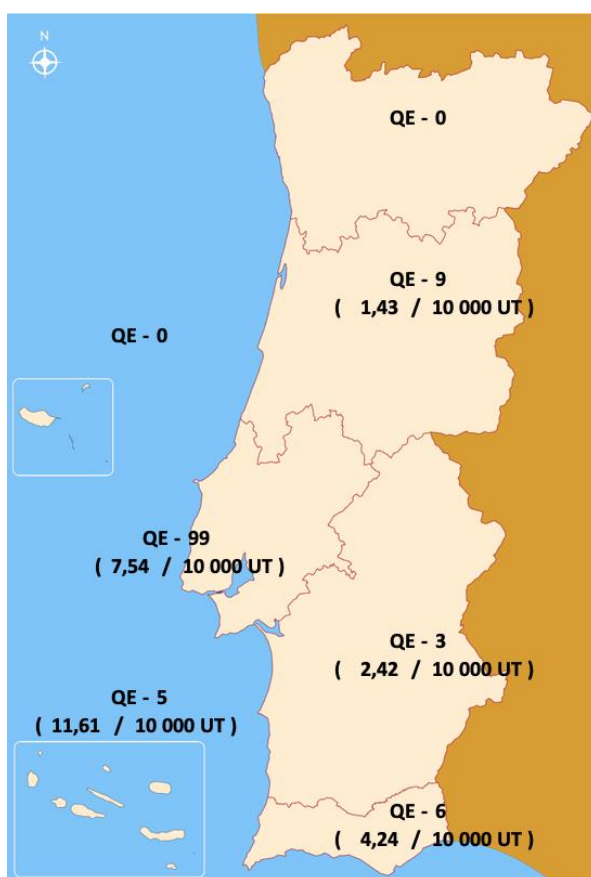 N
QE - 0
QE - 9
( 1,43 / 10 000 UT )
QE - 0
QE - 99
( 7,54 / 10 000 UT )
QE - 3
( 2,42 / 10 000 UT )
QE - 5
( 11,61 / 10 000 UT )
QE - 6
( 4,24 / 10 000 UT )